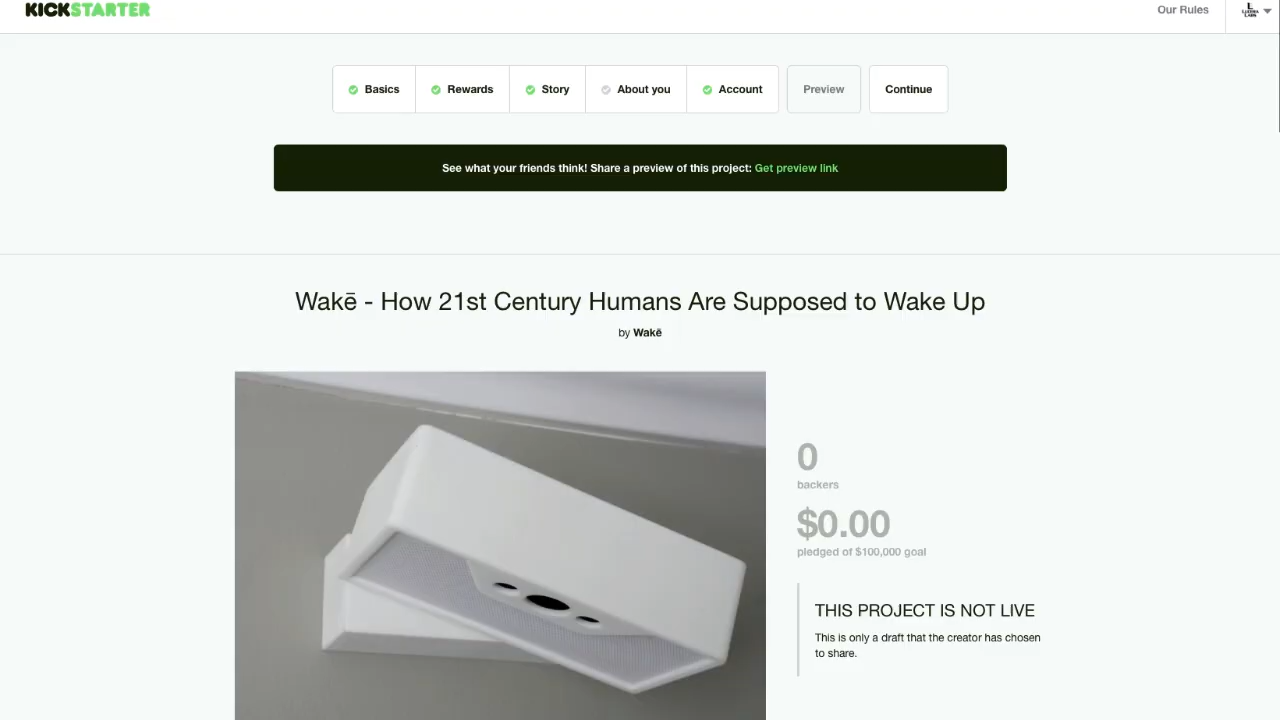 KICKSTARTER
Our Rules
Basics
Rewards
Story
About you
Account
Preview
Continue
See what your friends think! Share a preview of this project: Get preview link
Wakē - How 21st Century Humans Are Supposed to Wake Up
by Wakē
0
backers
$0.00
pledged of $100,000 goal
THIS PROJECT IS NOT LIVE
This is only a draft that the creator has chosen
to share.